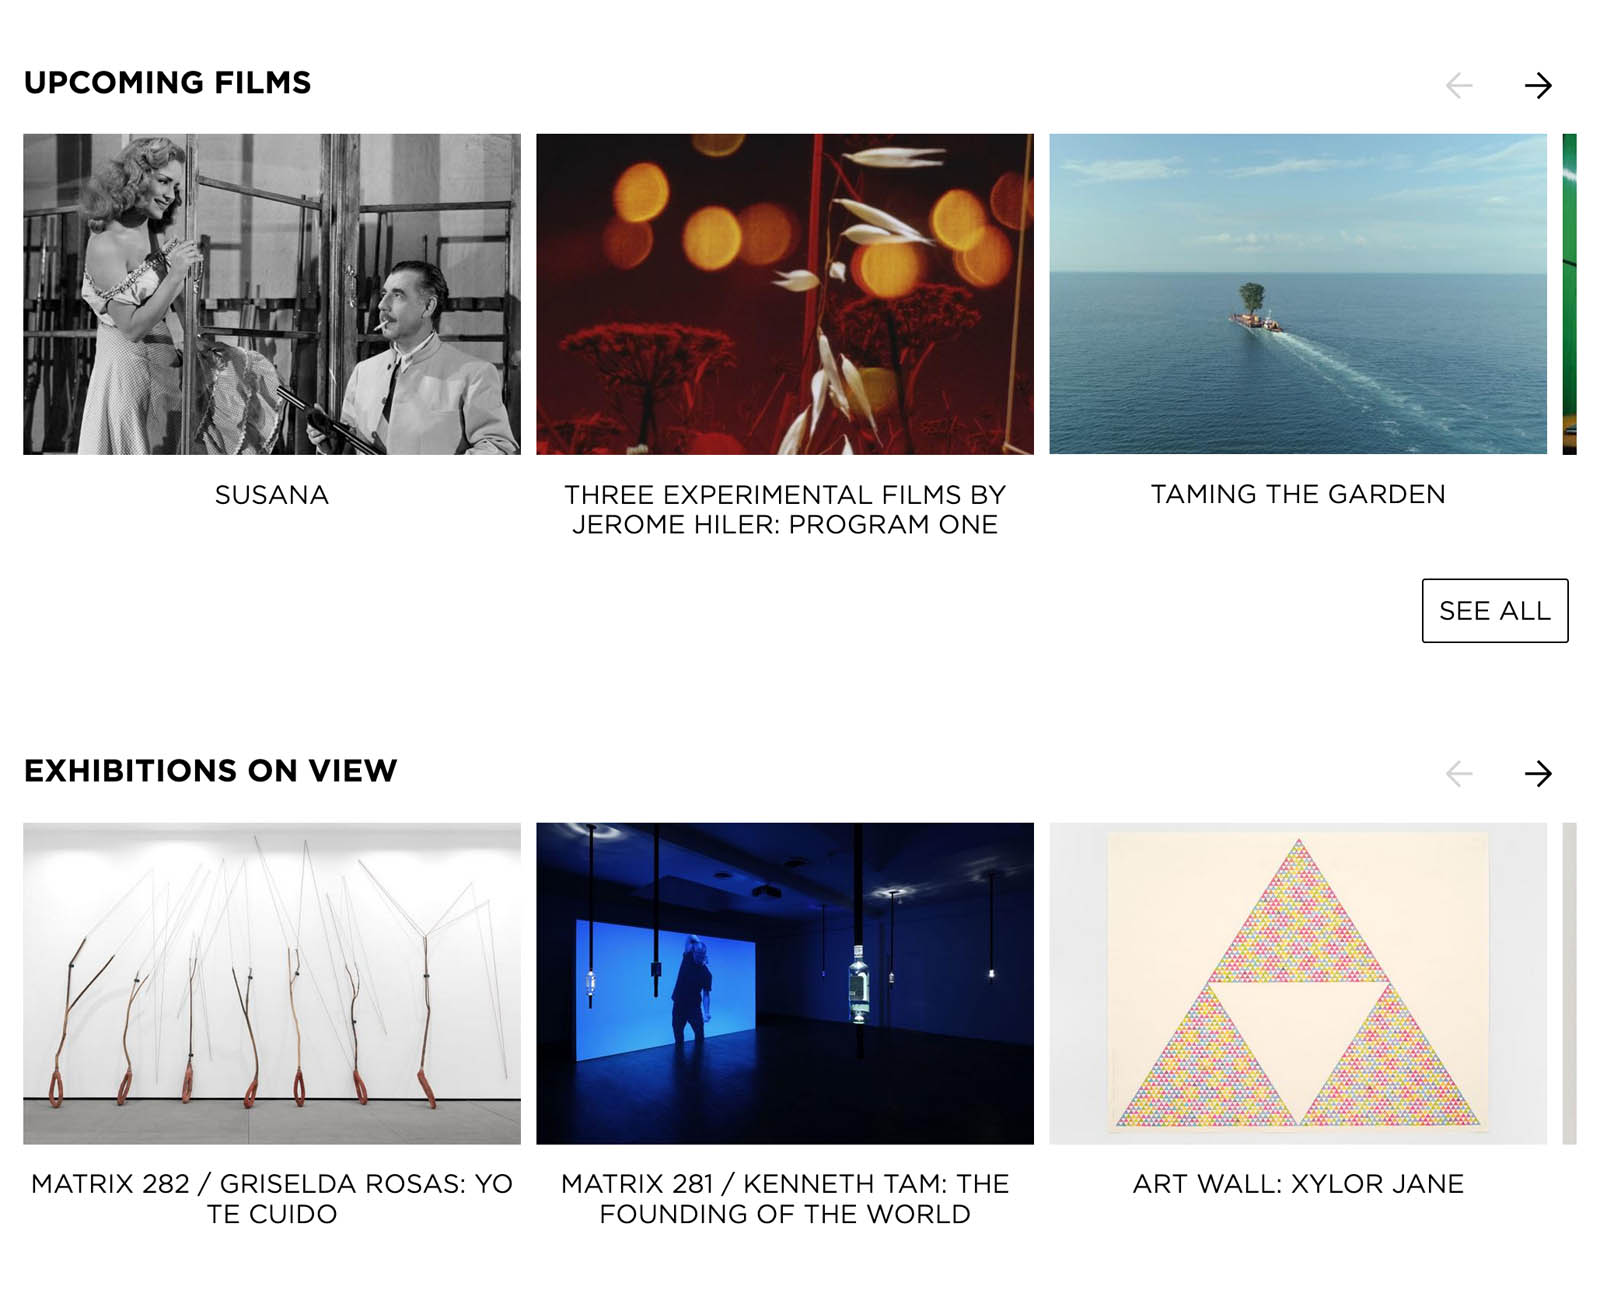 UPCOMING FILMS
SUSANA
THREE EXPERIMENTAL FILMS BY
JEROME HILER: PROGRAM ONE
TAMING THE GARDEN
SEE ALL
EXHIBITIONS ON VIEW
MATRIX 282 / GRISELDA ROSAS: YO
TE CUIDO
MATRIX 281 / KENNETH TAM: THE
FOUNDING OF THE WORLD
ART WALL: XYLOR JANE